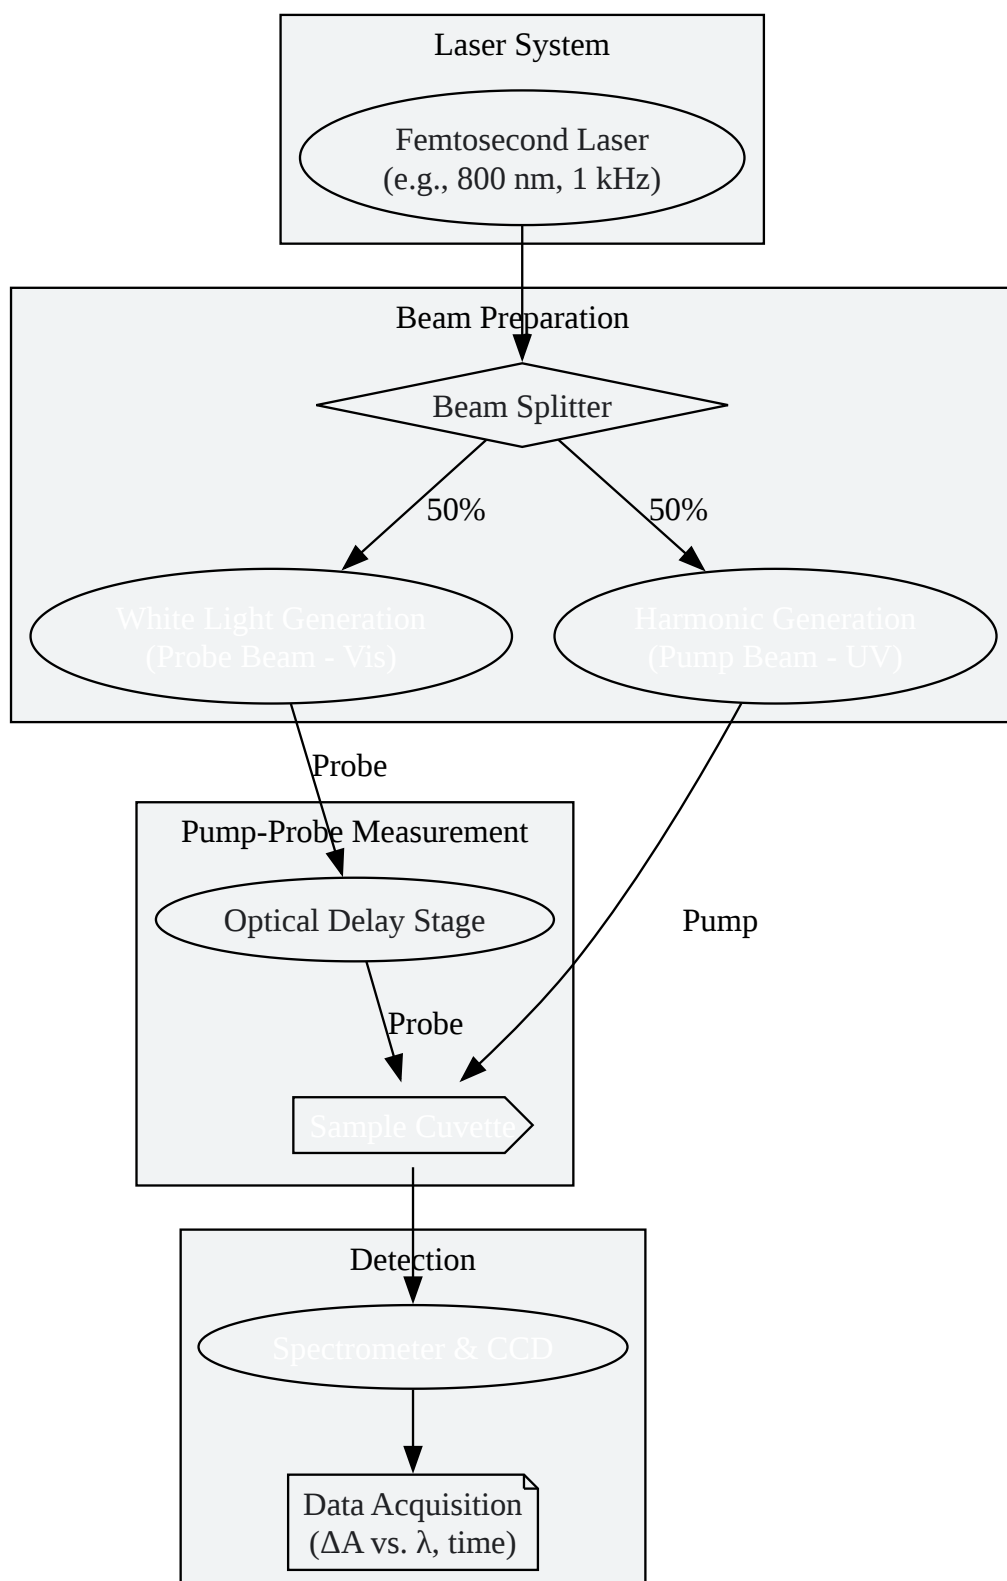 Laser System
Femtosecond Laser
(e.g., 800 nm, 1 kHz)
Beam Preparation
Beam Splitter
50%
50%
White Light Generation
(Probe Beam - Vis)
Harmonic Generation
(Pump Beam - UV)
Probe
Pump-Probe Measurement
Optical Delay Stage
Pump
Probe
Sample Cuvette
Detection
Spectrometer & CCD
Data Acquisition
(ΔA vs. λ, time)